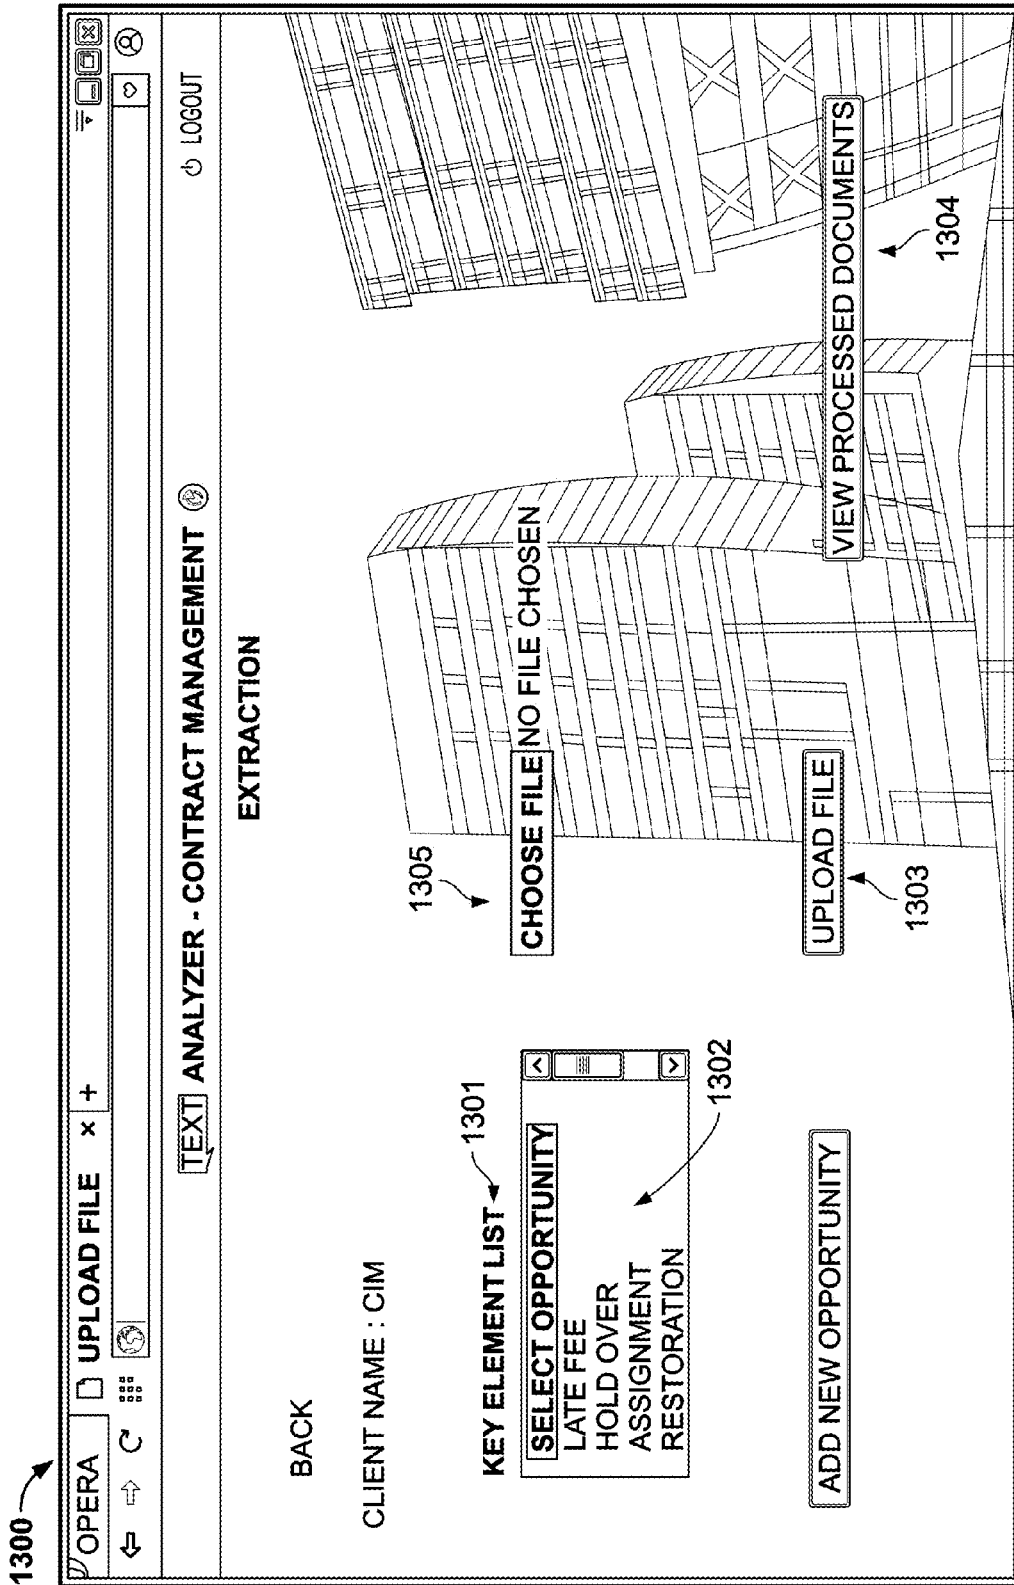 1300
OPERA
UPLOAD FILE
TEXT ANALYZER - CONTRACT MANAGEMENT
LOGOUT
EXTRACTION
BACK
CLIENT NAME : CIM
KEY ELEMENT LIST
1301
SELECT OPPORTUNITY
LATE FEE
HOLD OVER
ASSIGNMENT
RESTORATION
1302
1305
CHOOSE FILE NO FILE CHOSEN
ADD NEW OPPORTUNITY
UPLOAD FILE
1303
VIEW PROCESSED DOCUMENTS
1304